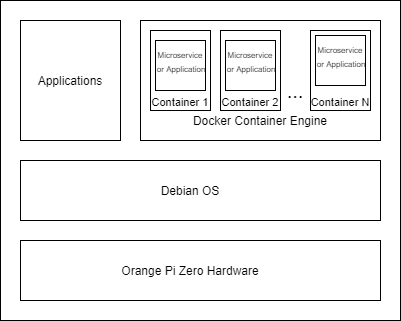 Applications
Microservice
or Application
Container 1
Microservice
or Application
Container 2
...
Microservice
or Application
Container N
Docker Container Engine
Debian OS
Orange Pi Zero Hardware